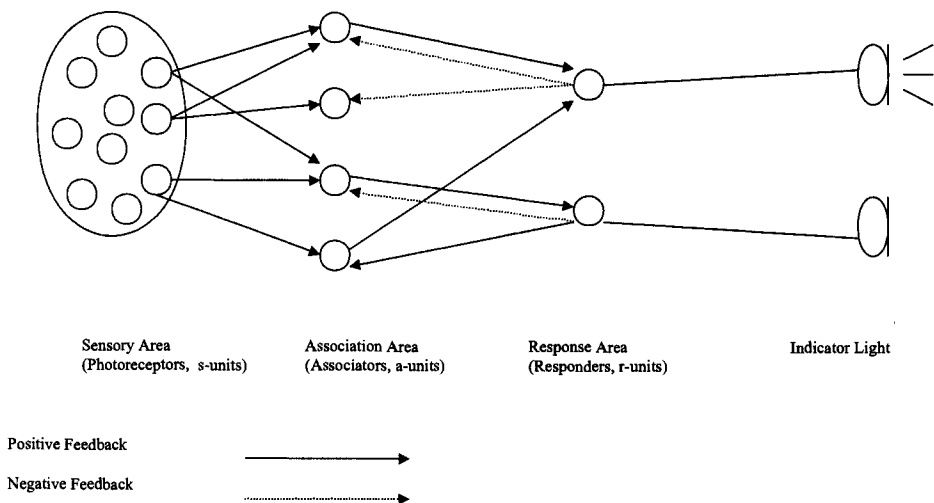 Sensory Area
(Photoreceptors, s-units)
Association Area
(Associators, a-units)
Response Area
(Responders, r-units)
Indicator Light
Positive Feedback
Negative Feedback